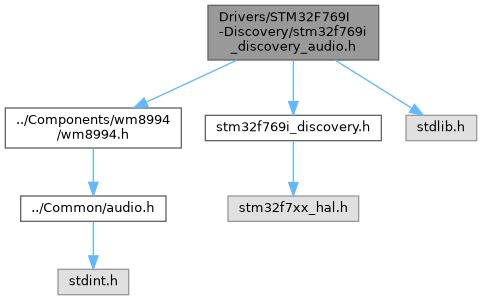 Drivers/STM32F769I
-Discovery/stm32f769i
_discovery_audio.h
../Components/wm8994
/wm8994.h
stm32f769i_discovery.h
stdlib.h
../Common/audio.h
stm32f7xx_hal.h
stdint.h